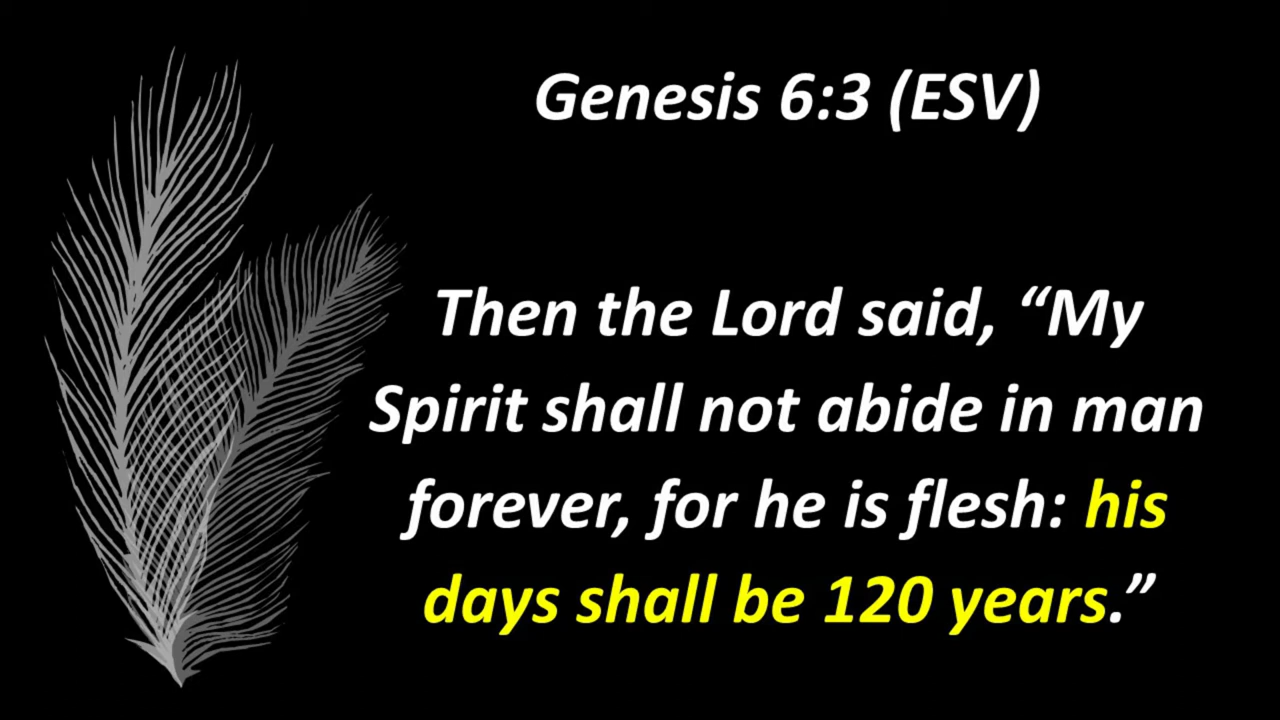 Genesis 6:3 (ESV)
Then the Lord said, “My
Spirit shall not abide in man
forever, for he is flesh: his
days shall be 120 years.”